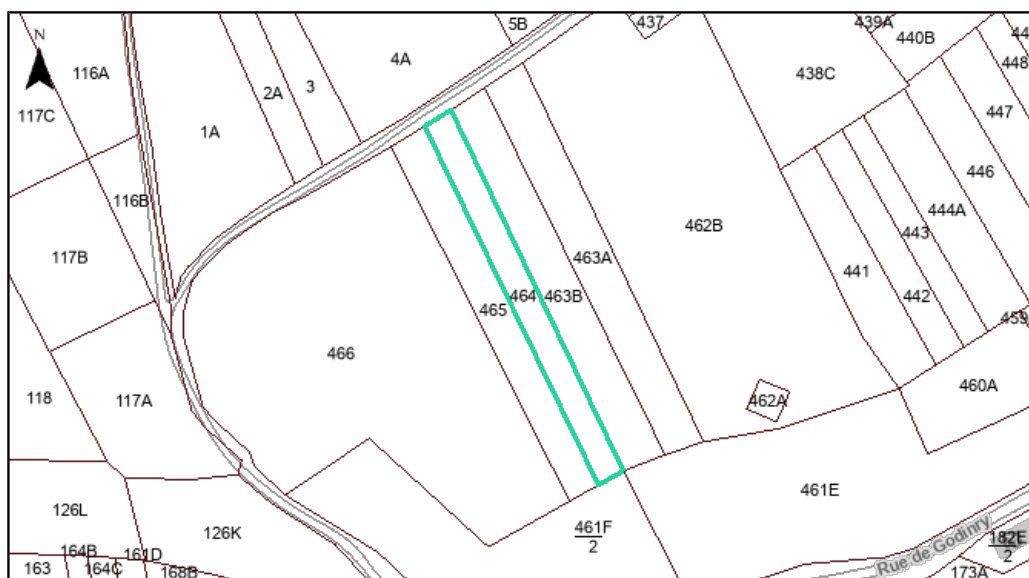 5B
437
439A
440B
N
4A
448
116A
438C
3
2A
447
117C
1A
446
116B
444A
462B
443
117B
463A
441
464
463B
442
465
459
466
460A
118
117A
462A
461E
126L
461F
2
126K
Rue de Godinry
182E
2
164B
161D
163
164C
168B
173A